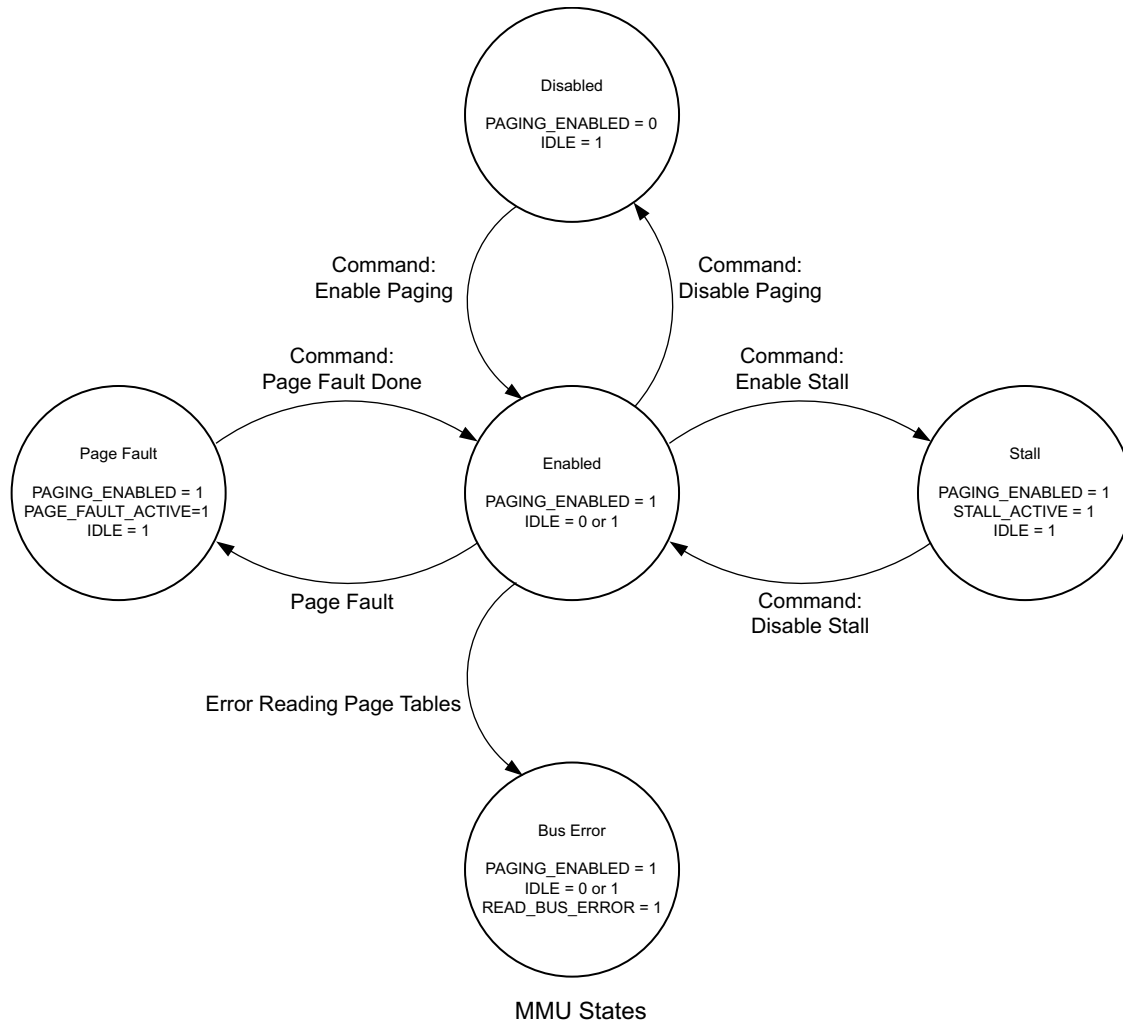 Disabled
PAGING_ENABLED = 0
IDLE = 1
Command:
Enable Paging
Command:
Disable Paging
Command:
Page Fault Done
Command:
Enable Stall
Page Fault
PAGING_ENABLED = 1
PAGE_FAULT_ACTIVE=1
IDLE = 1
Enabled
PAGING_ENABLED = 1
IDLE = 0 or 1
Stall
PAGING_ENABLED = 1
STALL_ACTIVE = 1
IDLE = 1
Page Fault
Command:
Disable Stall
Error Reading Page Tables
Bus Error
PAGING_ENABLED = 1
IDLE = 0 or 1
READ_BUS_ERROR = 1
MMU States